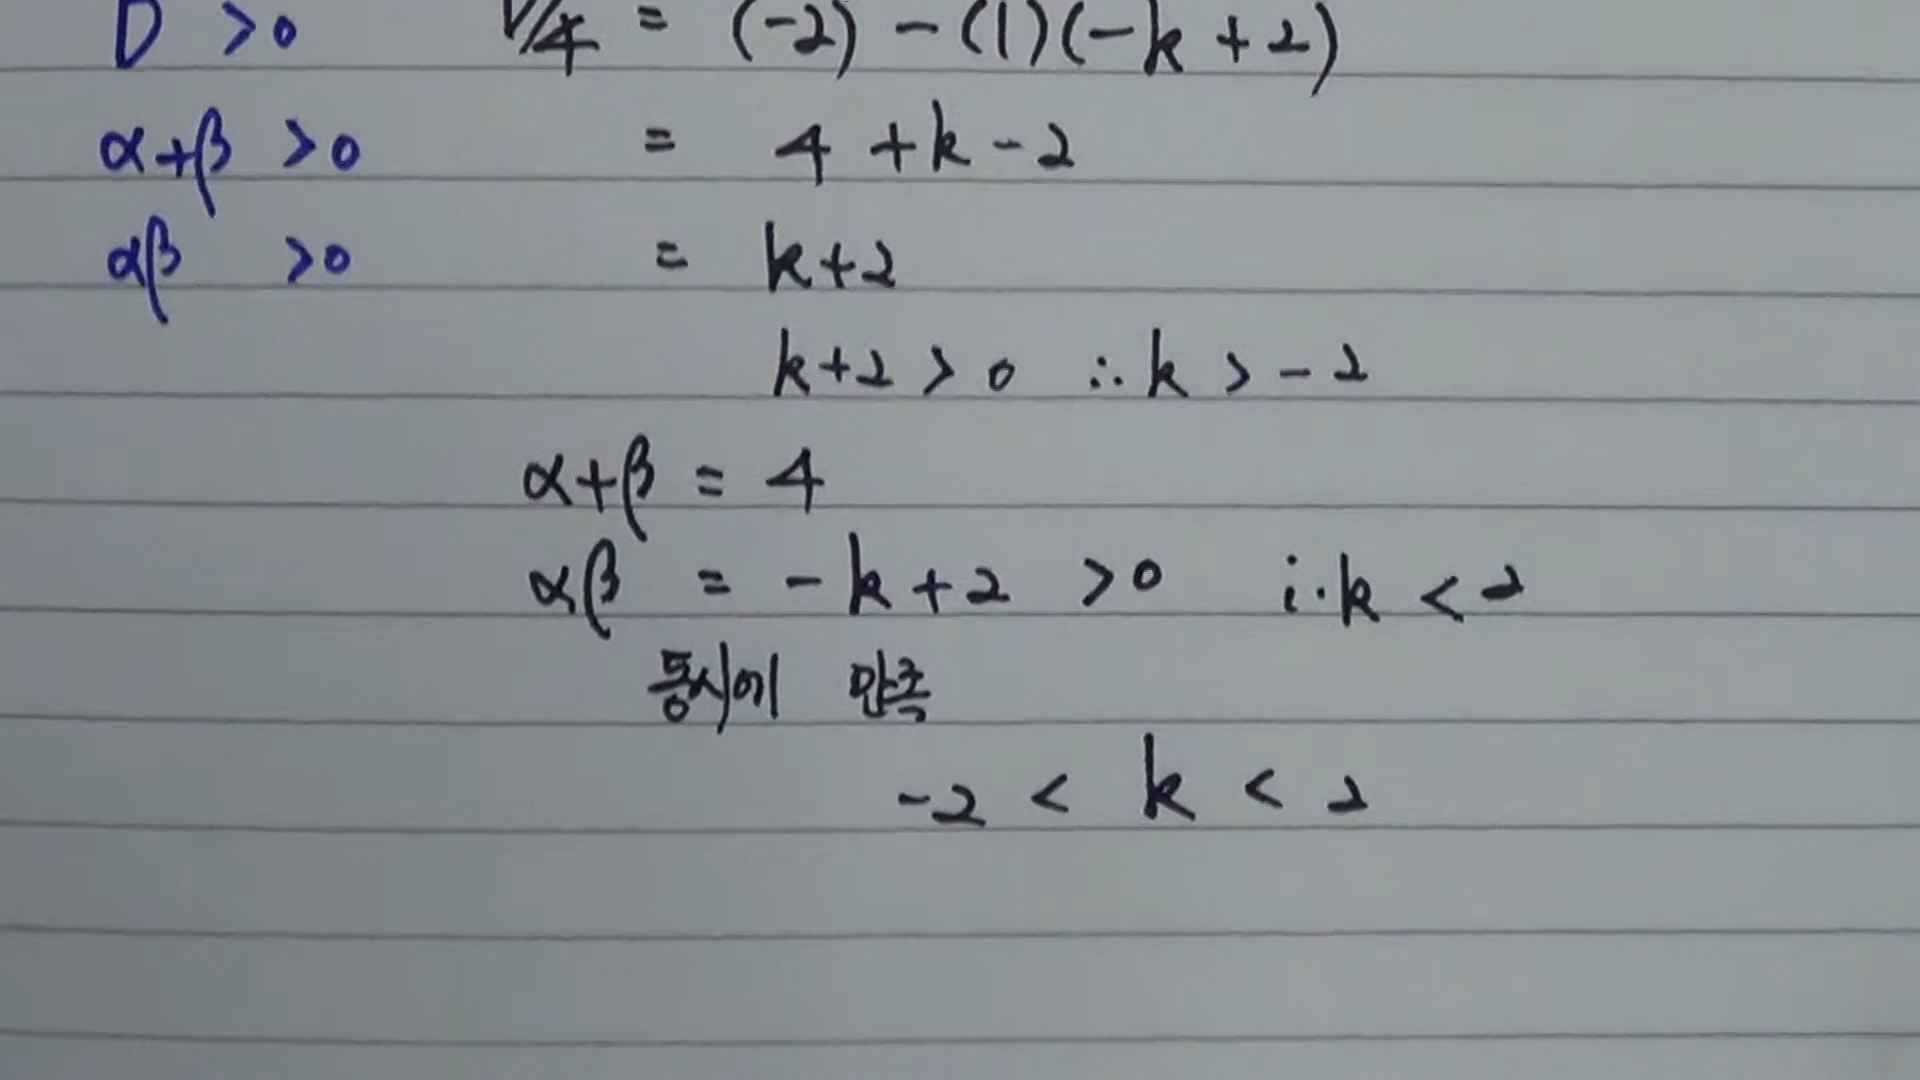 D > 0 D/4 = (-2) - (1)(-k + 2)
α+β > 0 = 4 + k - 2
αβ > 0 = k+2
k+2 > 0 ∴ k > -2
α+β = 4
αβ = -k+2 > 0 i.k < 2
동시에 만족
-2 < k < 2